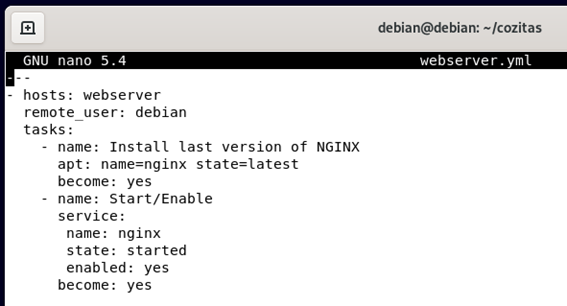 debian@debian: ~/cozitas
GNU nano 5.4 webserver.yml
---
- hosts: webserver
  remote_user: debian
  tasks:
    - name: Install last version of NGINX
      apt: name=nginx state=latest
      become: yes
    - name: Start/Enable
      service:
       name: nginx
       state: started
       enabled: yes
      become: yes